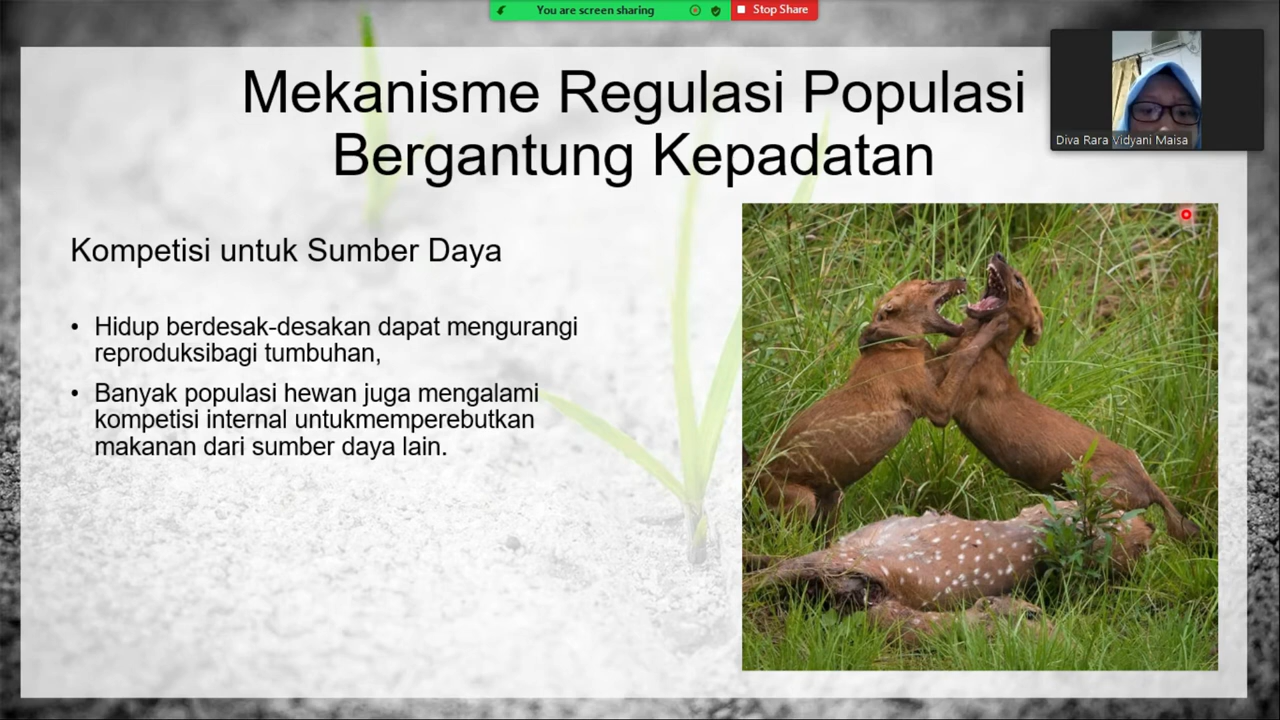 You are screen sharing
Stop Share
Mekanisme Regulasi Populasi
Bergantung Kepadatan
Diva Rara Vidyani Maisa
Kompetisi untuk Sumber Daya
• Hidup berdesak-desakan dapat mengurangi
reproduksibagi tumbuhan,
• Banyak populasi hewan juga mengalami
kompetisi internal untukmemperebutkan
makanan dari sumber daya lain.